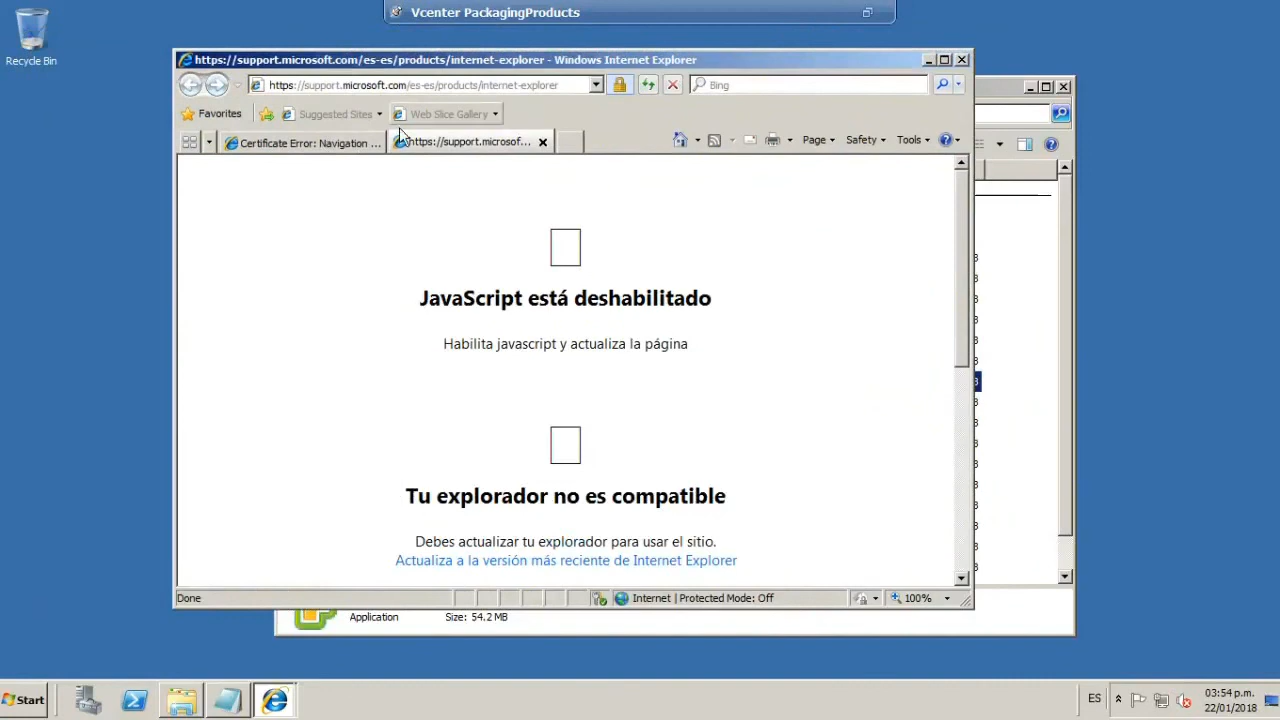 Vcenter PackagingProducts
Recycle Bin
https://support.microsoft.com/es-es/products/internet-explorer - Windows Internet Explorer
https://support.microsoft.com/es-es/products/internet-explorer
Bing
Favorites
Suggested Sites
Web Slice Gallery
Certificate Error: Navigation ...
https://support.microsof...
Page
Safety
Tools
JavaScript está deshabilitado
Habilita javascript y actualiza la página
Tu explorador no es compatible
Debes actualizar tu explorador para usar el sitio.
Actualiza a la versión más reciente de Internet Explorer
Done
Internet | Protected Mode: Off
100%
Application
Size: 54.2 MB
Start
ES
03:54 p.m.
22/01/2018